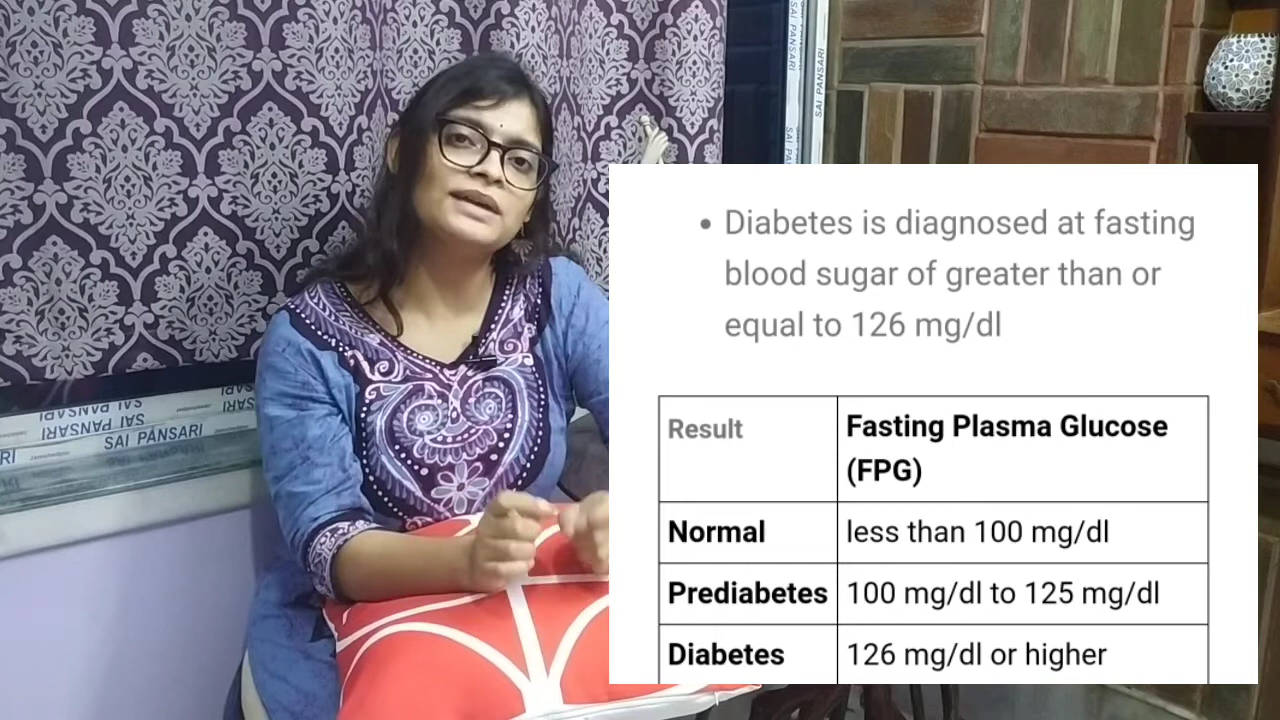 SAI PANSARI
SAI PANSARI
SAI PANSARI
SAI PANSARI
• Diabetes is diagnosed at fasting
blood sugar of greater than or
equal to 126 mg/dl
Result Fasting Plasma Glucose
(FPG)
Normal less than 100 mg/dl
Prediabetes 100 mg/dl to 125 mg/dl
Diabetes 126 mg/dl or higher